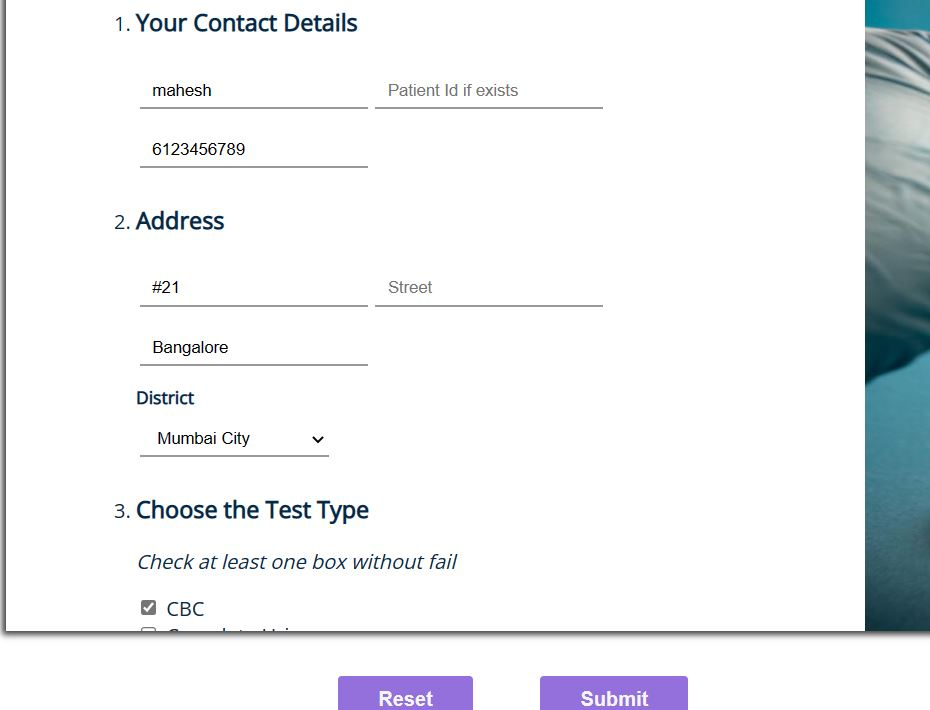 1. Your Contact Details
mahesh Patient Id if exists
6123456789
2. Address
#21 Street
Bangalore
District
Mumbai City
3. Choose the Test Type
Check at least one box without fail
CBC
Reset Submit